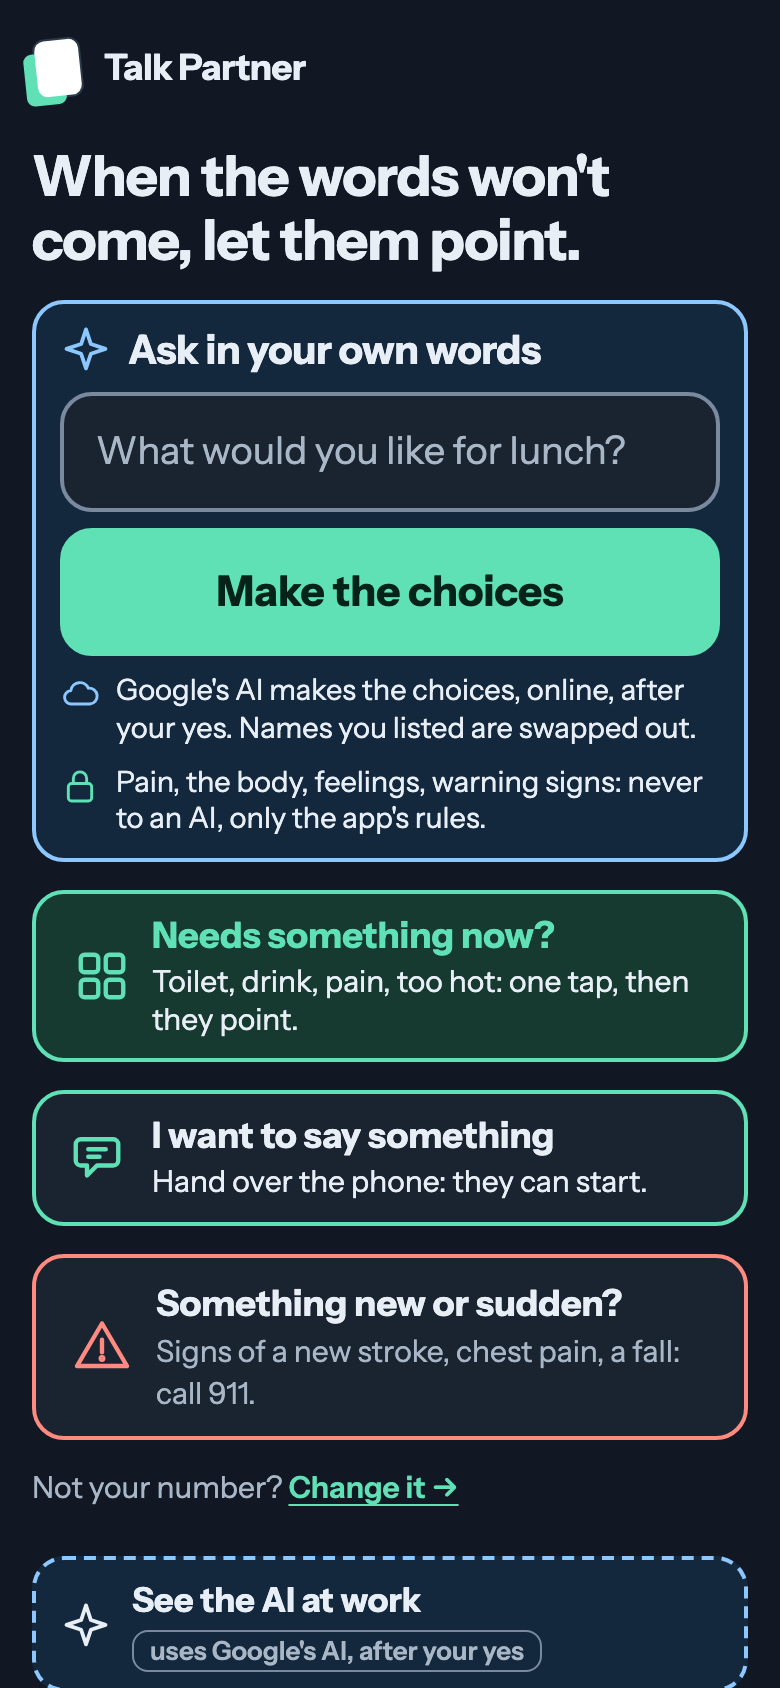 Talk Partner
When the words won't
come, let them point.
Ask in your own words
What would you like for lunch?
Make the choices
Google's AI makes the choices, online, after
your yes. Names you listed are swapped out.
Pain, the body, feelings, warning signs: never
to an AI, only the app's rules.
Needs something now?
Toilet, drink, pain, too hot: one tap, then
they point.
I want to say something
Hand over the phone: they can start.
Something new or sudden?
Signs of a new stroke, chest pain, a fall:
call 911.
Not your number? Change it →
See the AI at work
uses Google's AI, after your yes